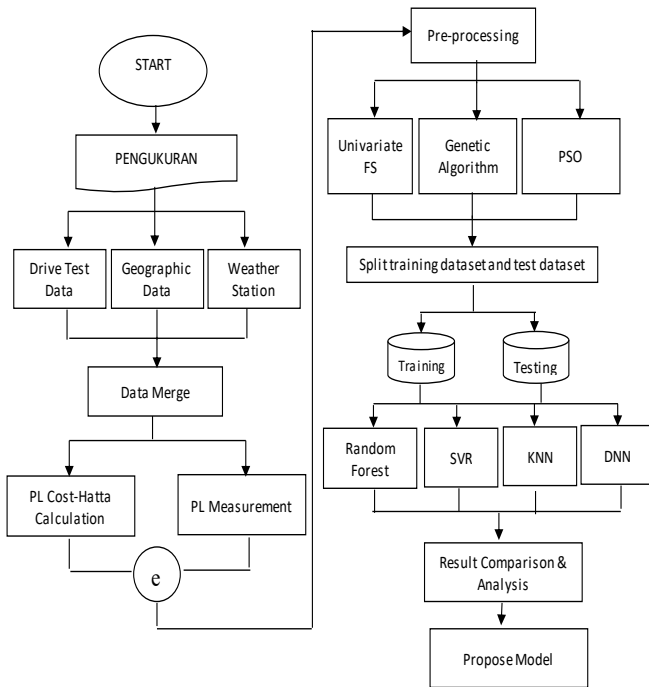 START
PENGUKURAN
Drive Test
Data
Geographic
Data
Weather
Station
Data Merge
PL Cost-Hatta
Calculation
PL Measurement
e
Pre-processing
Univariate
FS
Genetic
Algorithm
PSO
Split training dataset and test dataset
Training
Testing
Random
Forest
SVR
KNN
DNN
Result Comparison &
Analysis
Propose Model